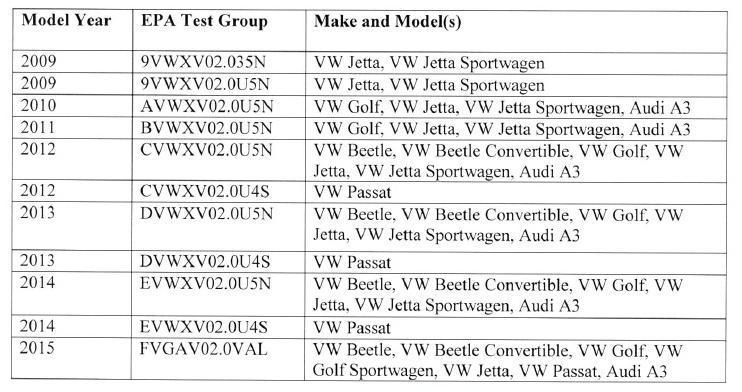 Model Year EPA Test Group Make and Model(s)
2009 9VWXV02.035N VW Jetta, VW Jetta Sportwagen
2009 9VWXV02.0U5N VW Jetta, VW Jetta Sportwagen
2010 AVWXV02.0U5N VW Golf, VW Jetta, VW Jetta Sportwagen, Audi A3
2011 BVWXV02.0U5N VW Golf, VW Jetta, VW Jetta Sportwagen, Audi A3
2012 CVWXV02.0U5N VW Beetle, VW Beetle Convertible, VW Golf, VW
Jetta, VW Jetta Sportwagen, Audi A3
2012 CVWXV02.0U4S VW Passat
2013 DVWXV02.0U5N VW Beetle, VW Beetle Convertible, VW Golf, VW
Jetta, VW Jetta Sportwagen, Audi A3
2013 DVWXV02.0U4S VW Passat
2014 EVWXV02.0U5N VW Beetle, VW Beetle Convertible, VW Golf, VW
Jetta, VW Jetta Sportwagen, Audi A3
2014 EVWXV02.0U4S VW Passat
2015 FVGAV02.0VAL VW Beetle, VW Beetle Convertible, VW Golf, VW
Golf Sportwagen, VW Jetta, VW Passat, Audi A3